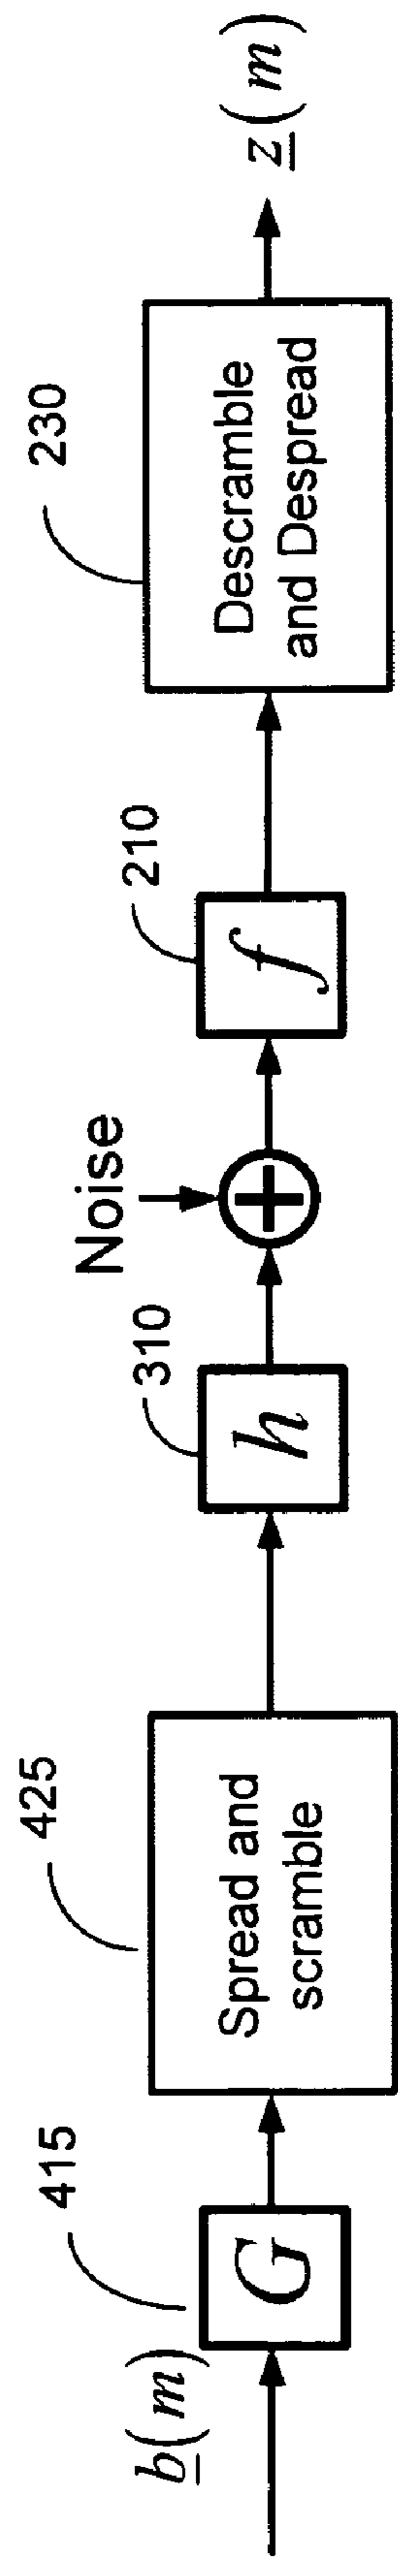 b(m)
415
G
425
Spread and
scramble
310
h
Noise
+
210
f
230
Descramble
and Despread
z(m)